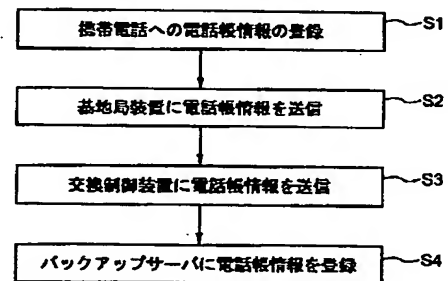 携帯電話への電話帳情報の登録 S1
基地局装置に電話帳情報を送信 S2
交換制御装置に電話帳情報を送信 S3
バックアップサーバに電話帳情報を登録 S4